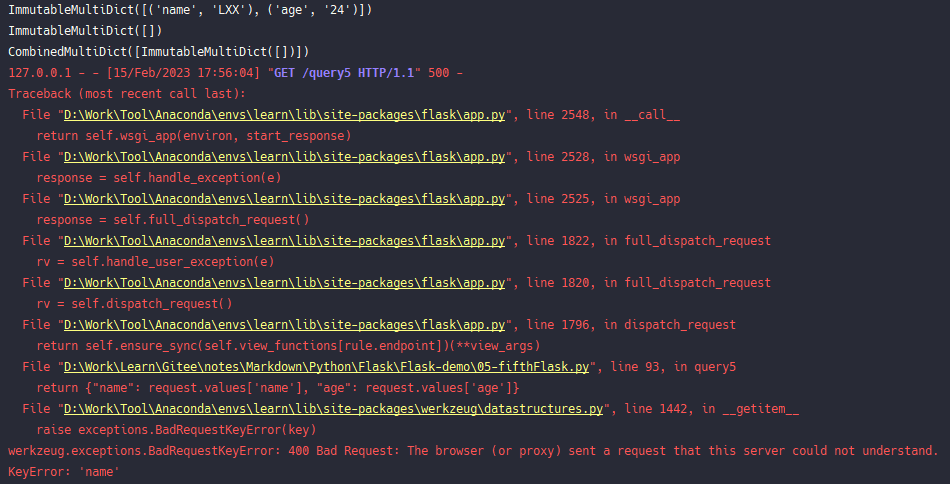 ImmutableMultiDict([('name', 'LXX'), ('age', '24')])
ImmutableMultiDict([])
CombinedMultiDict([ImmutableMultiDict([])])
127.0.0.1 - - [15/Feb/2023 17:56:04] "GET /query5 HTTP/1.1" 500 -
Traceback (most recent call last):
  File "D:\Work\Tool\Anaconda\envs\learn\lib\site-packages\flask\app.py", line 2548, in __call__
    return self.wsgi_app(environ, start_response)
  File "D:\Work\Tool\Anaconda\envs\learn\lib\site-packages\flask\app.py", line 2528, in wsgi_app
    response = self.handle_exception(e)
  File "D:\Work\Tool\Anaconda\envs\learn\lib\site-packages\flask\app.py", line 2525, in wsgi_app
    response = self.full_dispatch_request()
  File "D:\Work\Tool\Anaconda\envs\learn\lib\site-packages\flask\app.py", line 1822, in full_dispatch_request
    rv = self.handle_user_exception(e)
  File "D:\Work\Tool\Anaconda\envs\learn\lib\site-packages\flask\app.py", line 1820, in full_dispatch_request
    rv = self.dispatch_request()
  File "D:\Work\Tool\Anaconda\envs\learn\lib\site-packages\flask\app.py", line 1796, in dispatch_request
    return self.ensure_sync(self.view_functions[rule.endpoint])(**view_args)
  File "D:\Work\Learn\Gitee\notes\Markdown\Python\Flask\Flask-demo\05-fifthFlask.py", line 93, in query5
    return {"name": request.values['name'], "age": request.values['age']}
  File "D:\Work\Tool\Anaconda\envs\learn\lib\site-packages\werkzeug\datastructures.py", line 1442, in __getitem__
    raise exceptions.BadRequestKeyError(key)
werkzeug.exceptions.BadRequestKeyError: 400 Bad Request: The browser (or proxy) sent a request that this server could not understand.
KeyError: 'name'